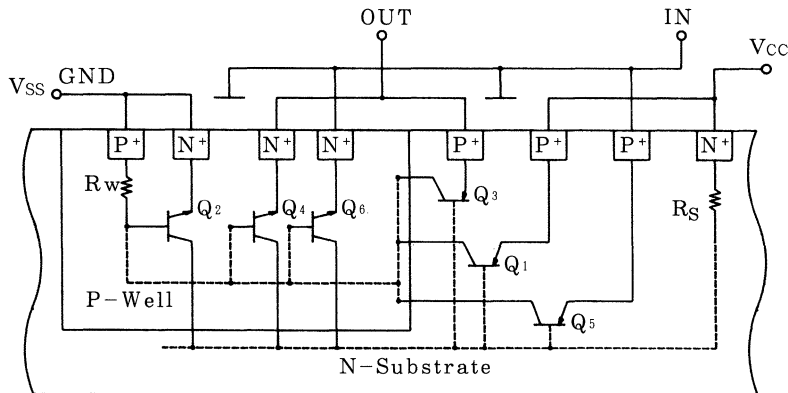 OUT
IN
VCC
VSS GND
P+ N+ N+ N+ P+ P+ P+ N+
RW
Q2
Q4
Q6.
Q3
RS
Q1
P-Well
Q5
N-Substrate